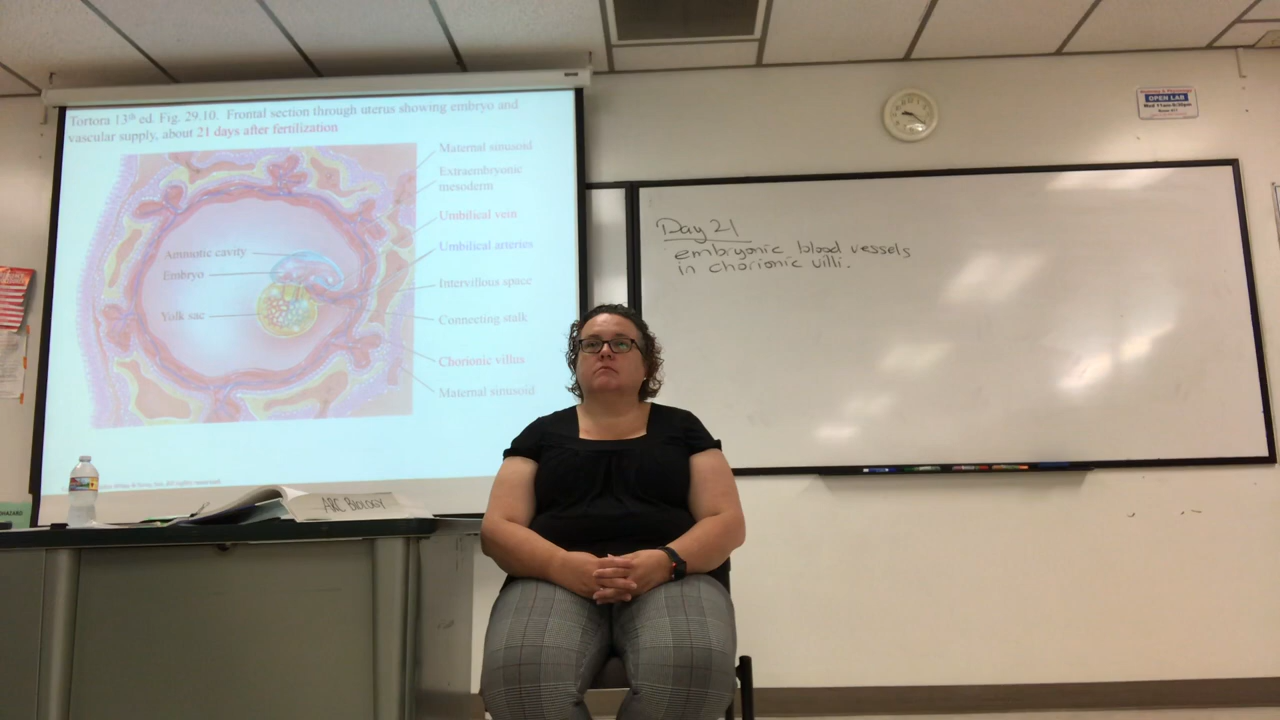 Tortora 13th ed. Fig. 29.10. Frontal section through uterus showing embryo and
vascular supply, about 21 days after fertilization
Maternal sinusoid
Extraembryonic
mesoderm
Umbilical vein
Umbilical arteries
Intervillous space
Connecting stalk
Chorionic villus
Maternal sinusoid
Amniotic cavity
Embryo
Yolk sac
Day 21
embryonic blood vessels
in chorionic villi.
OPEN LAB
ARC BIOLOGY